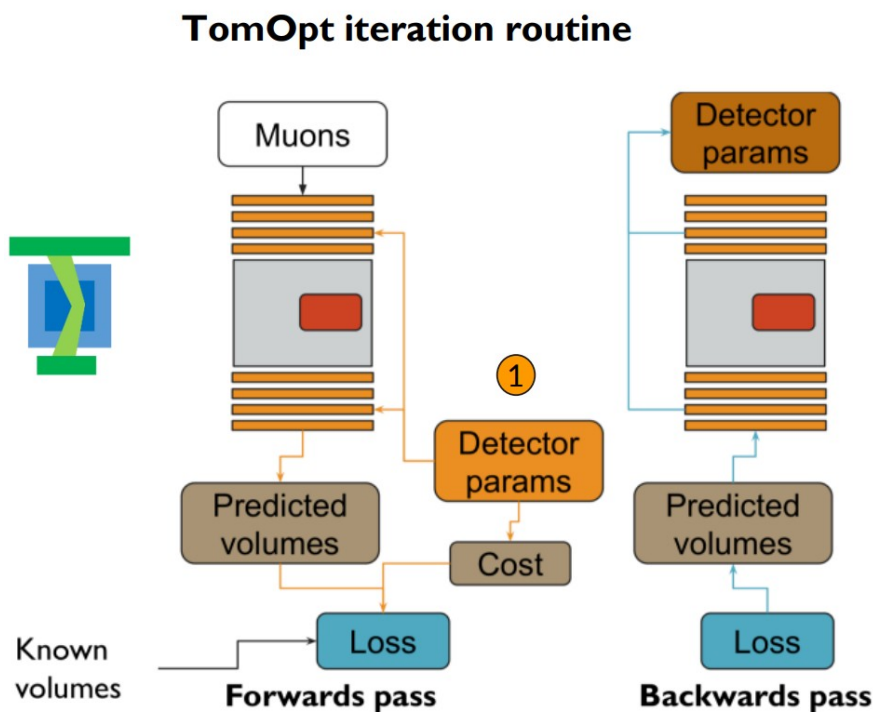 TomOpt iteration routine
Muons
1
Detector
params
Predicted
volumes
Cost
Loss
Known
volumes
Forwards pass
Detector
params
Predicted
volumes
Loss
Backwards pass